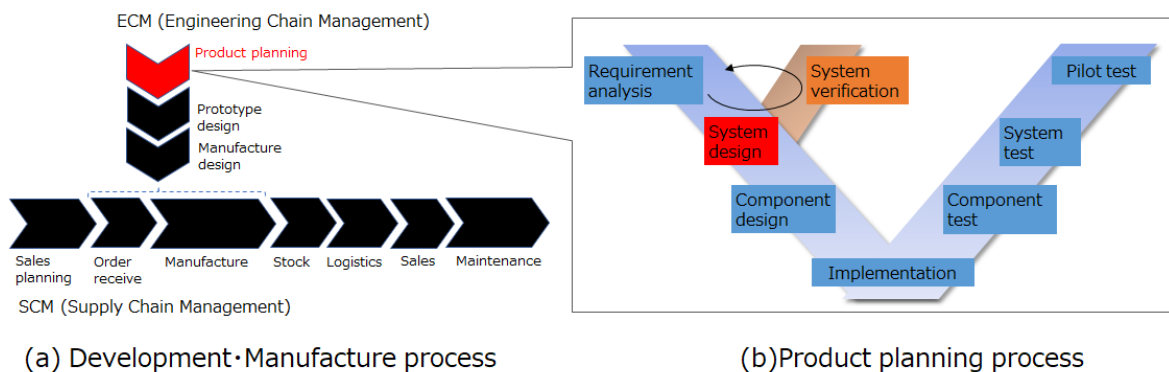 ECM (Engineering Chain Management)
Product planning
Prototype
design
Manufacture
design
Sales
planning
Order
receive
Manufacture
Stock
Logistics
Sales
Maintenance
SCM (Supply Chain Management)
(a) Development・Manufacture process
Requirement
analysis
System
verification
Pilot test
System
design
System
test
Component
design
Component
test
Implementation
(b)Product planning process